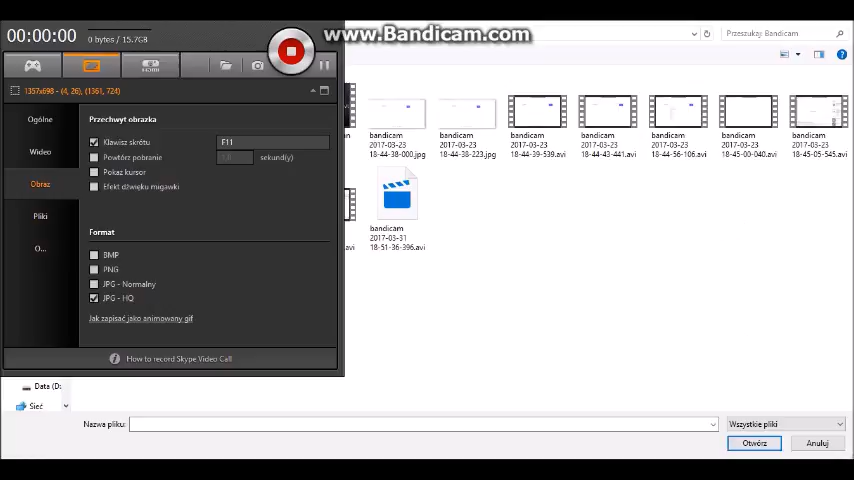 www.Bandicam.com
00:00:00
0 bytes / 15.7GB
HDMI
1357x698 - (4, 26), (1361, 724)
Ogólne
Wideo
Obraz
Pliki
O...
Przechwyt obrazka
Klawisz skrótu
F11
Powtórz pobranie
1.0
sekund(y)
Pokaż kursor
Efekt dźwięku migawki
Format
BMP
PNG
JPG - Normalny
JPG - HQ
Jak zapisać jako animowany gif
How to record Skype Video Call
Przeszukaj: Bandicam
bandicam
2017-03-23
18-44-38-000.jpg
bandicam
2017-03-23
18-44-38-223.jpg
bandicam
2017-03-23
18-44-39-539.avi
bandicam
2017-03-23
18-44-43-441.avi
bandicam
2017-03-23
18-44-56-106.avi
bandicam
2017-03-23
18-45-00-040.avi
bandicam
2017-03-23
18-45-05-545.avi
bandicam
2017-03-31
18-51-36-396.avi
Data (D:
Sieć
Nazwa pliku:
Wszystkie pliki
Otwórz
Anuluj